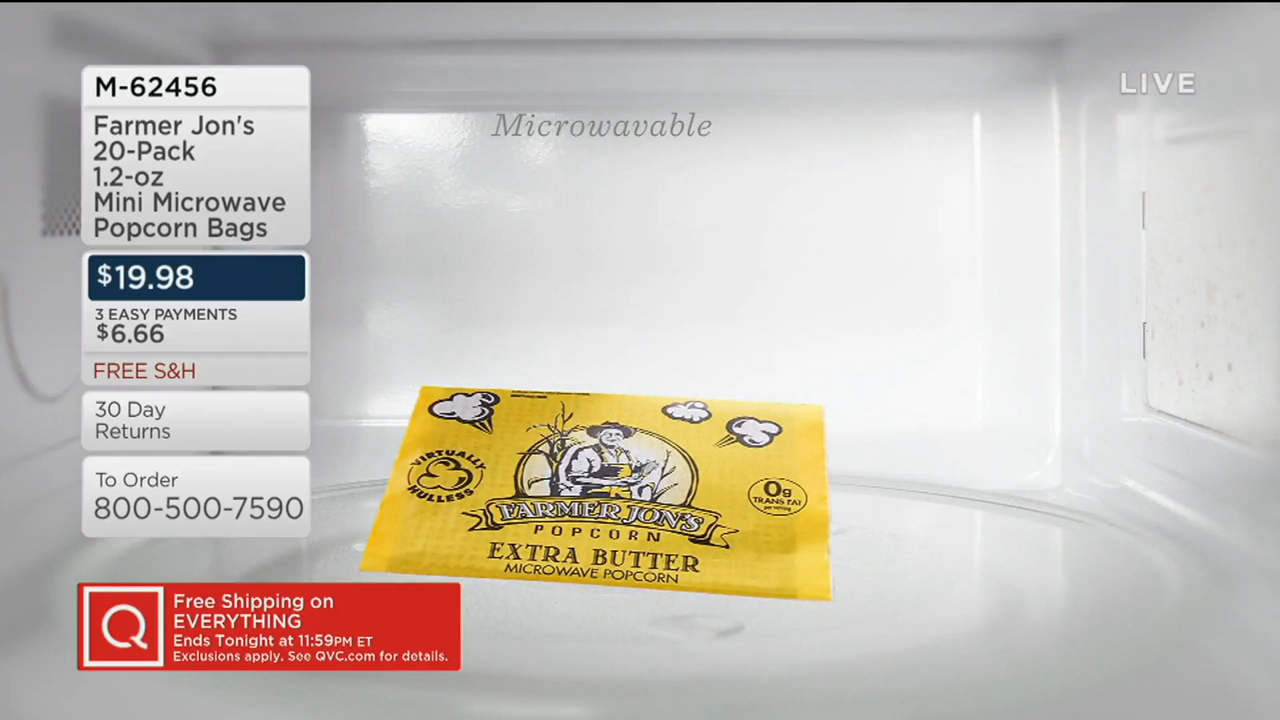 M-62456
Farmer Jon's
20-Pack
1.2-oz
Mini Microwave
Popcorn Bags
$19.98
3 EASY PAYMENTS
$6.66
FREE S&H
30 Day
Returns
To Order
800-500-7590
Q
Free Shipping on
EVERYTHING
Ends Tonight at 11:59PM ET
Exclusions apply. See QVC.com for details.
LIVE
Microwavable
VIRTUALLY
HULLESS
0g
TRANS FAT
per serving
FARMER JON'S
POPCORN
EXTRA BUTTER
MICROWAVE POPCORN